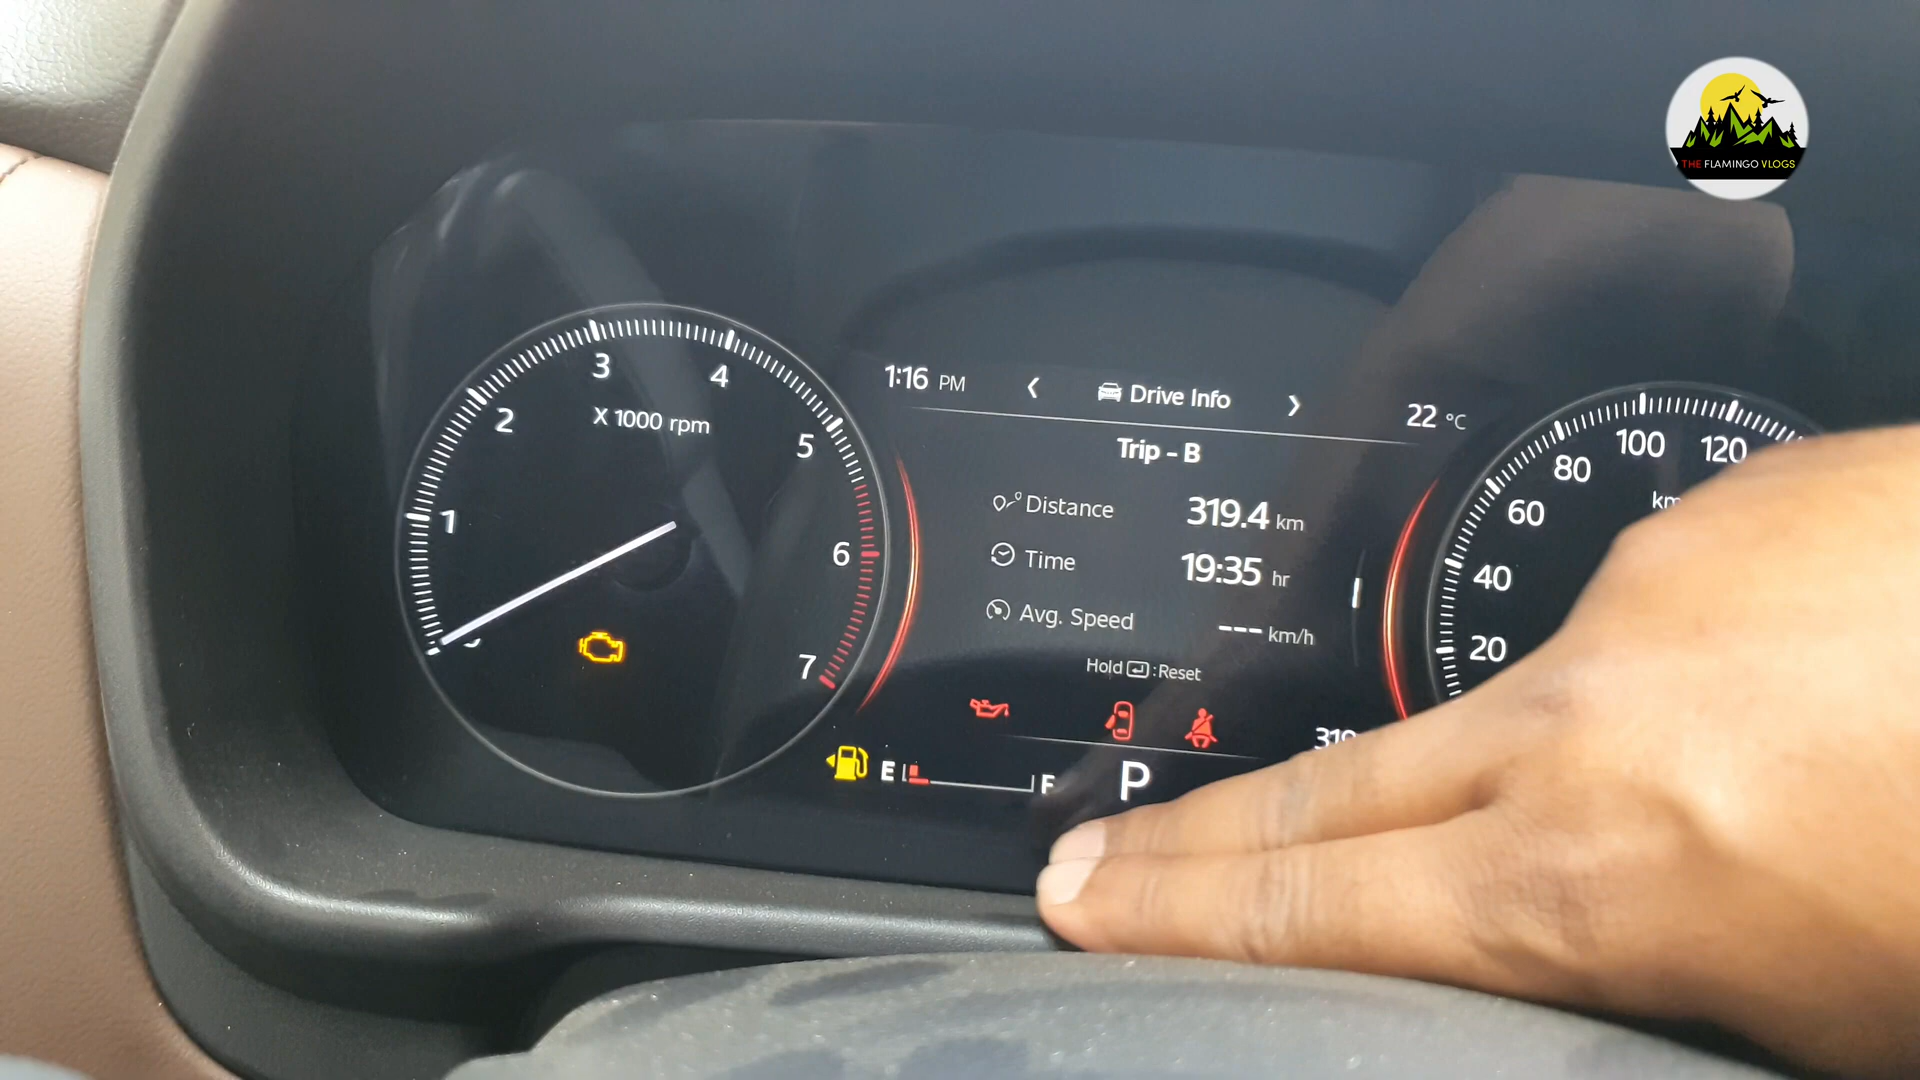 THE FLAMINGO VLOGS
1:16 PM
Drive Info
22 °C
Trip - B
Distance 319.4 km
Time 19:35 hr
Avg. Speed --- km/h
Hold : Reset
1
2
3
4
5
6
7
X 1000 rpm
20
40
60
80
100
120
E
F
P